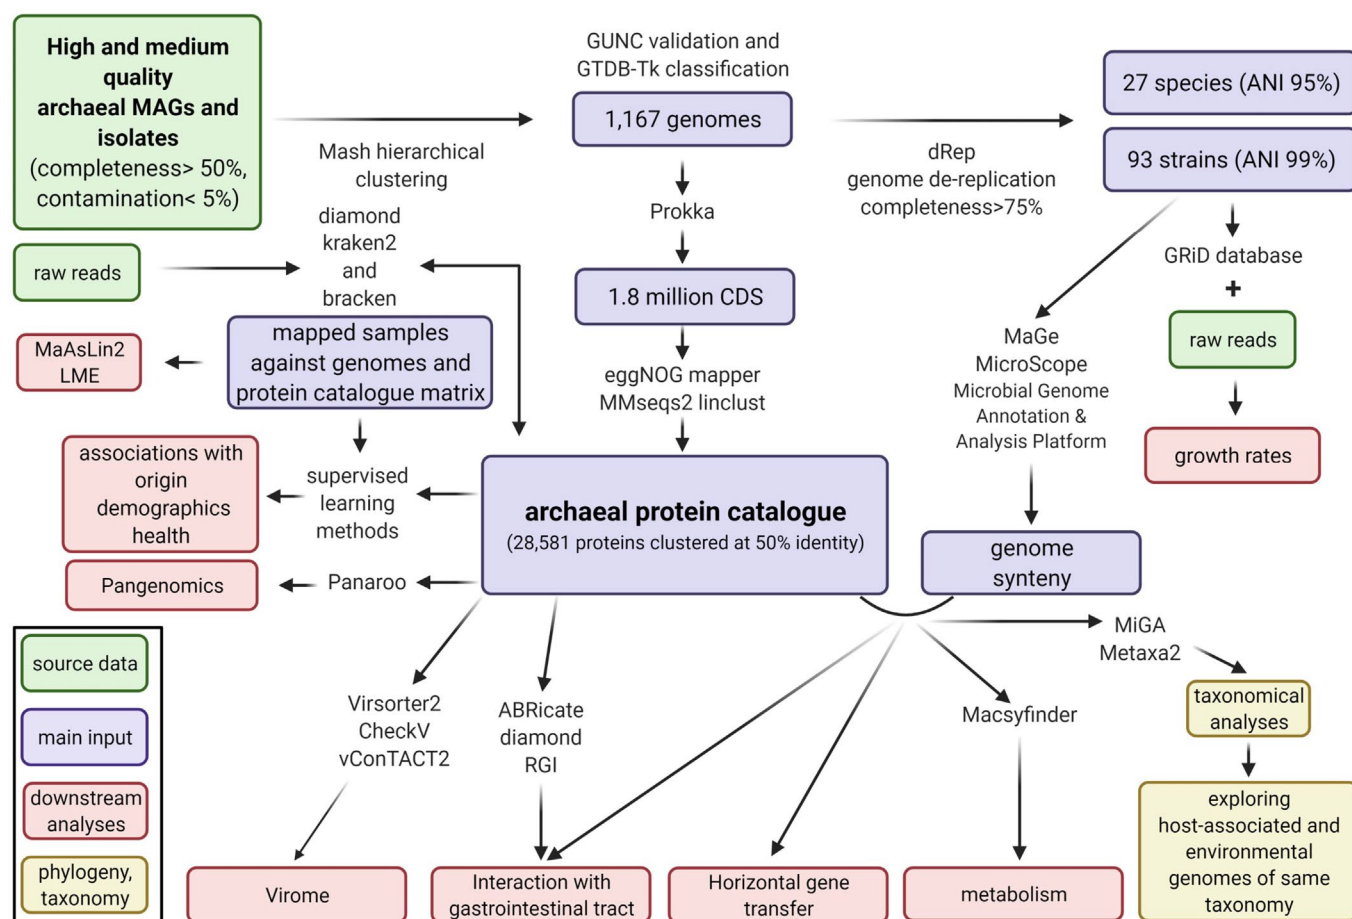 High and medium
quality
archaeal MAGs and
isolates
(completeness> 50%,
contamination< 5%)
GUNC validation and
GTDB-Tk classification
1,167 genomes
27 species (ANI 95%)
93 strains (ANI 99%)
Mash hierarchical
clustering
dRep
genome de-replication
completeness>75%
raw reads
diamond
kraken2
and
bracken
Prokka
GRiD database
+
raw reads
growth rates
1.8 million CDS
mapped samples
against genomes and
protein catalogue matrix
MaAsLin2
LME
eggNOG mapper
MMseqs2 linclust
MaGe
MicroScope
Microbial Genome
Annotation &
Analysis Platform
associations with
origin
demographics
health
supervised
learning
methods
archaeal protein catalogue
(28,581 proteins clustered at 50% identity)
genome
synteny
Pangenomics
Panaroo
source data
main input
downstream
analyses
phylogeny,
taxonomy
Virsorter2
CheckV
vConTACT2
ABRicate
diamond
RGI
Macsyfinder
MiGA
Metaxa2
taxonomical
analyses
exploring
host-associated and
environmental
genomes of same
taxonomy
Virome
Interaction with
gastrointestinal tract
Horizontal gene
transfer
metabolism